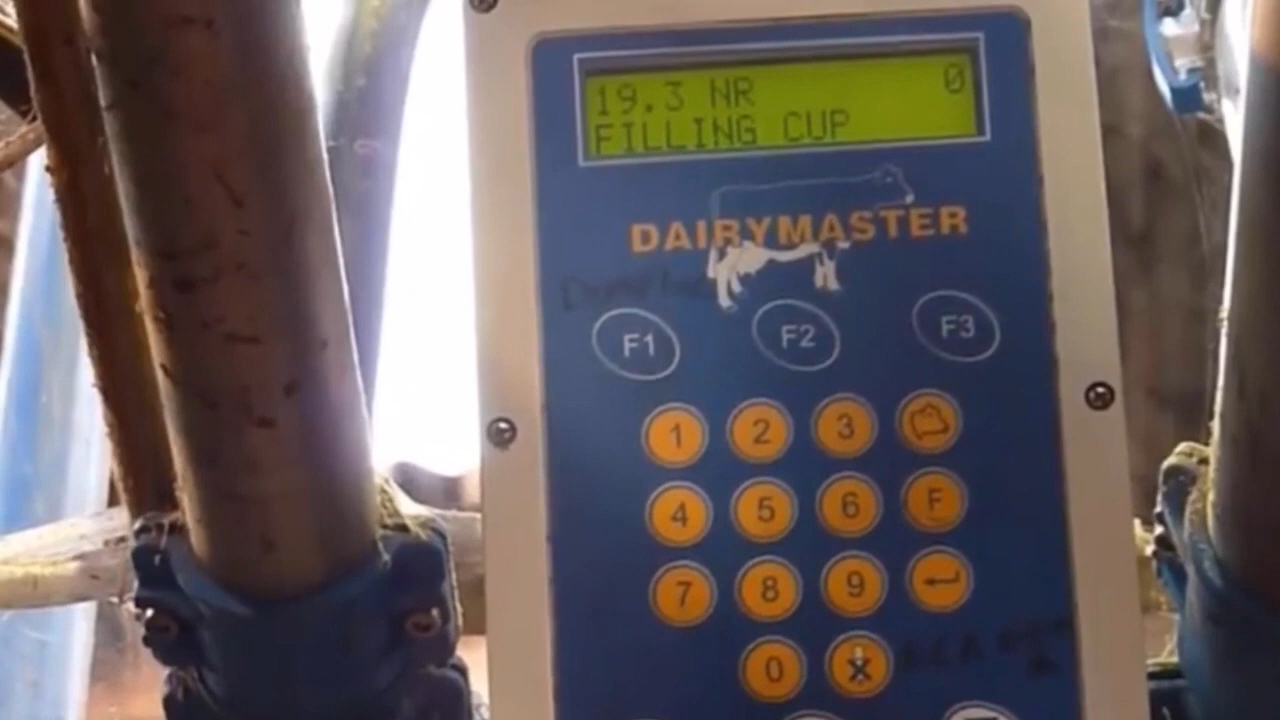 19.3 NR 0
FILLING CUP
DAIRYMASTER
F1 F2 F3
1 2 3
4 5 6 F
7 8 9
0 X